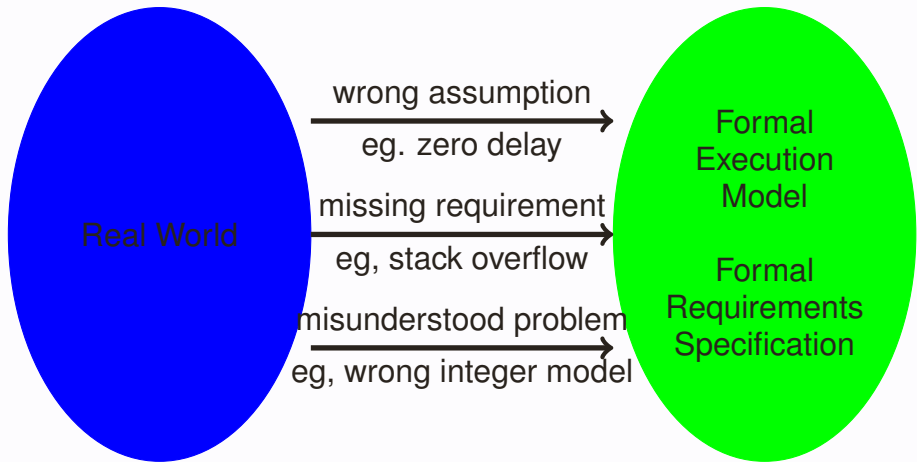 Real World
wrong assumption
eg. zero delay
missing requirement
eg, stack overflow
misunderstood problem
eg, wrong integer model
Formal
Execution
Model
Formal
Requirements
Specification